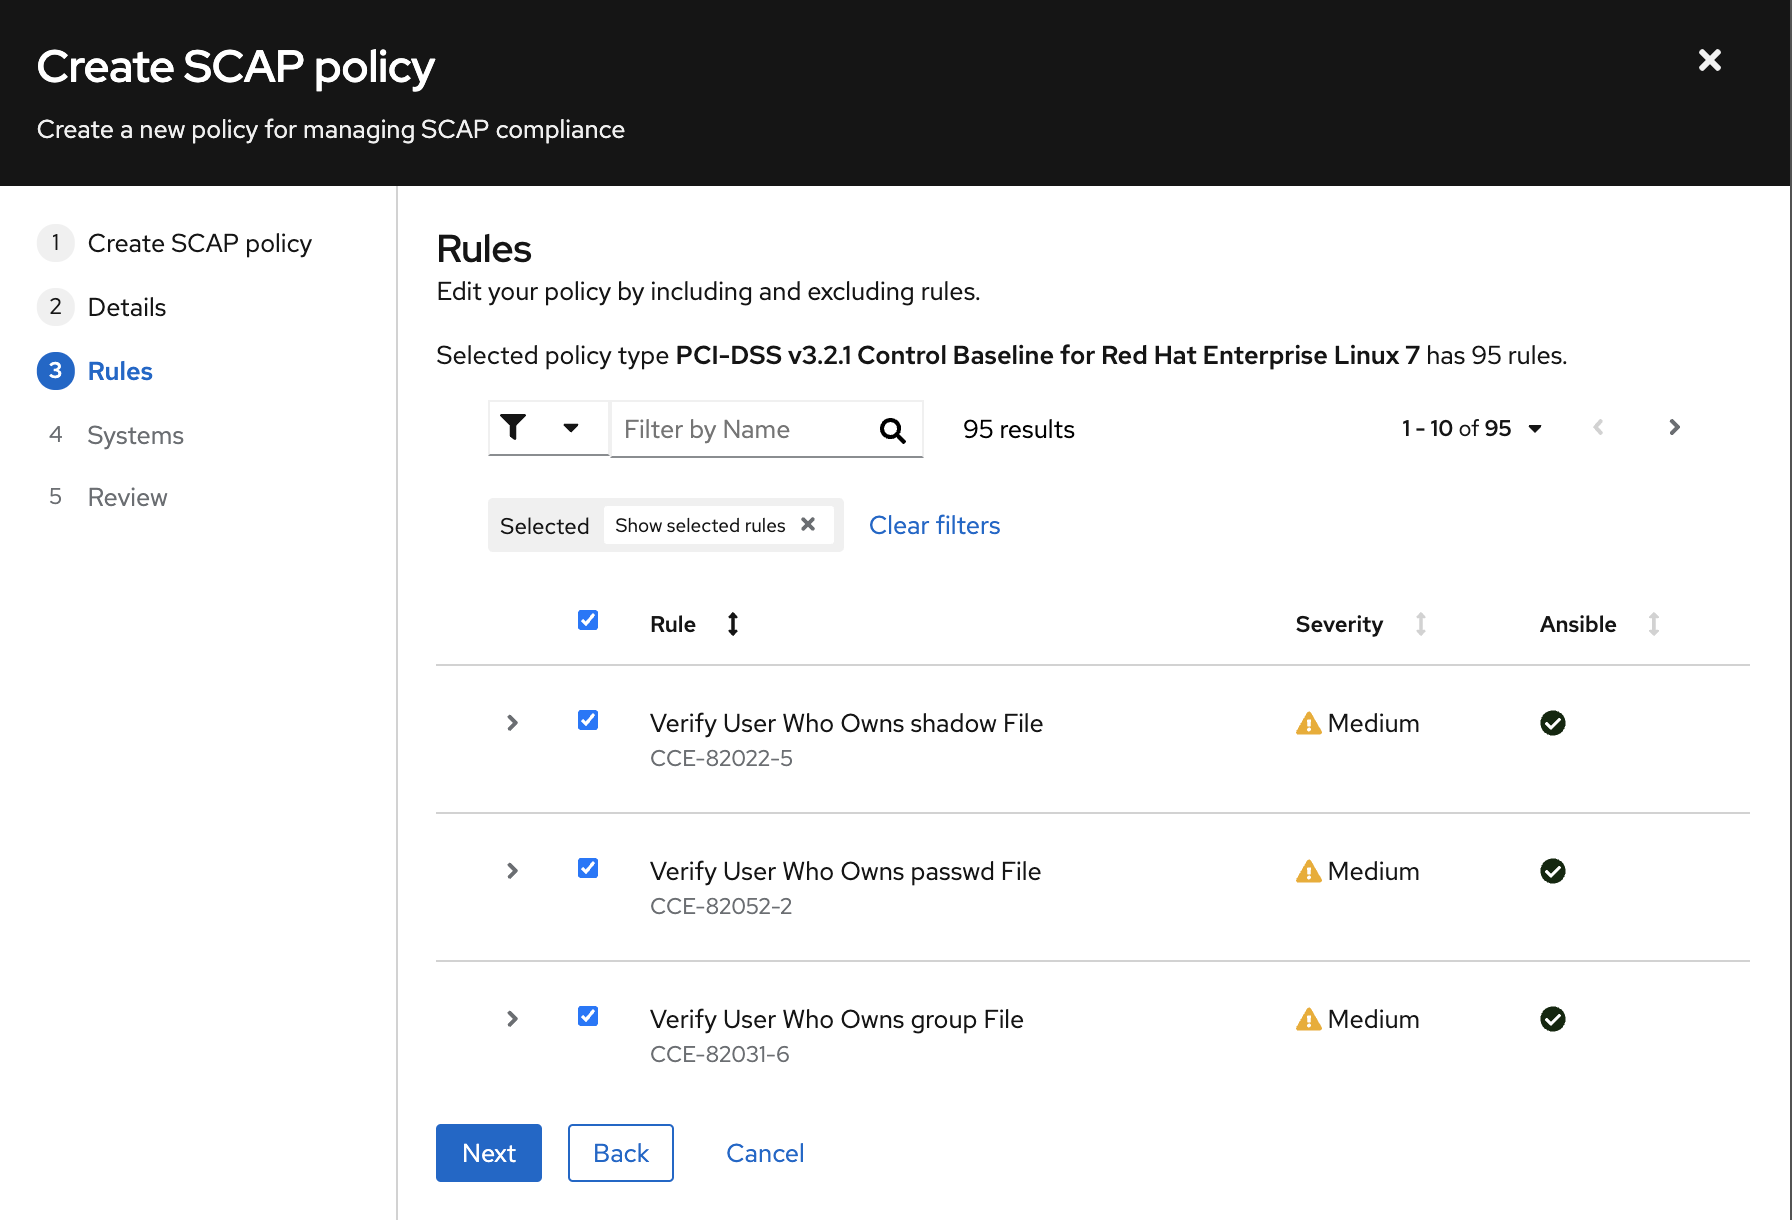 Create SCAP policy
Create a new policy for managing SCAP compliance
1 Create SCAP policy
2 Details
3 Rules
4 Systems
5 Review
Rules
Edit your policy by including and excluding rules.
Selected policy type PCI-DSS v3.2.1 Control Baseline for Red Hat Enterprise Linux 7 has 95 rules.
Filter by Name 95 results 1 - 10 of 95
Selected Show selected rules Clear filters
Rule Severity Ansible
Verify User Who Owns shadow File Medium
CCE-82022-5
Verify User Who Owns passwd File Medium
CCE-82052-2
Verify User Who Owns group File Medium
CCE-82031-6
Next Back Cancel